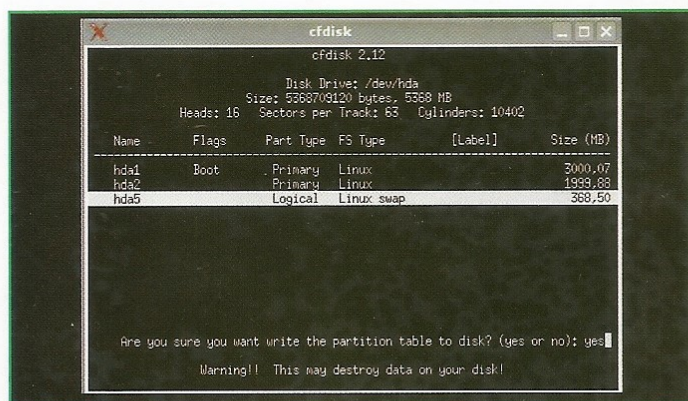 cfdisk
cfdisk 2.12
Disk Drive: /dev/hda
Size: 5368709120 bytes, 5368 MB
Heads: 16 Sectors per Track: 63 Cylinders: 10402
Name Flags Part Type FS Type [Label] Size (MB)
hda1 Boot Primary Linux 3000,07
hda2 Primary Linux 1999,88
hda5 Logical Linux swap 368,50
Are you sure you want write the partition table to disk? (yes or no): yes
Warning!! This may destroy data on your disk!